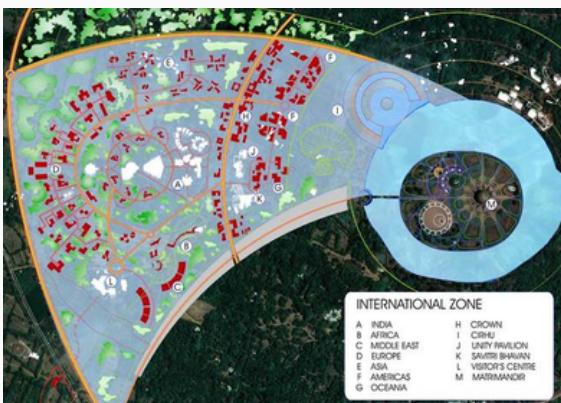 F
E
I
H
F
J
D
A
G
K
M
B
L
C
INTERNATIONAL ZONE
A INDIA
B AFRICA
C MIDDLE EAST
D EUROPE
E ASIA
F AMERICAS
G OCEANIA
H CROWN
I CIRHU
J UNITY PAVILION
K SAVITRI BHAVAN
L VISITOR'S CENTRE
M MATRIMANDIR